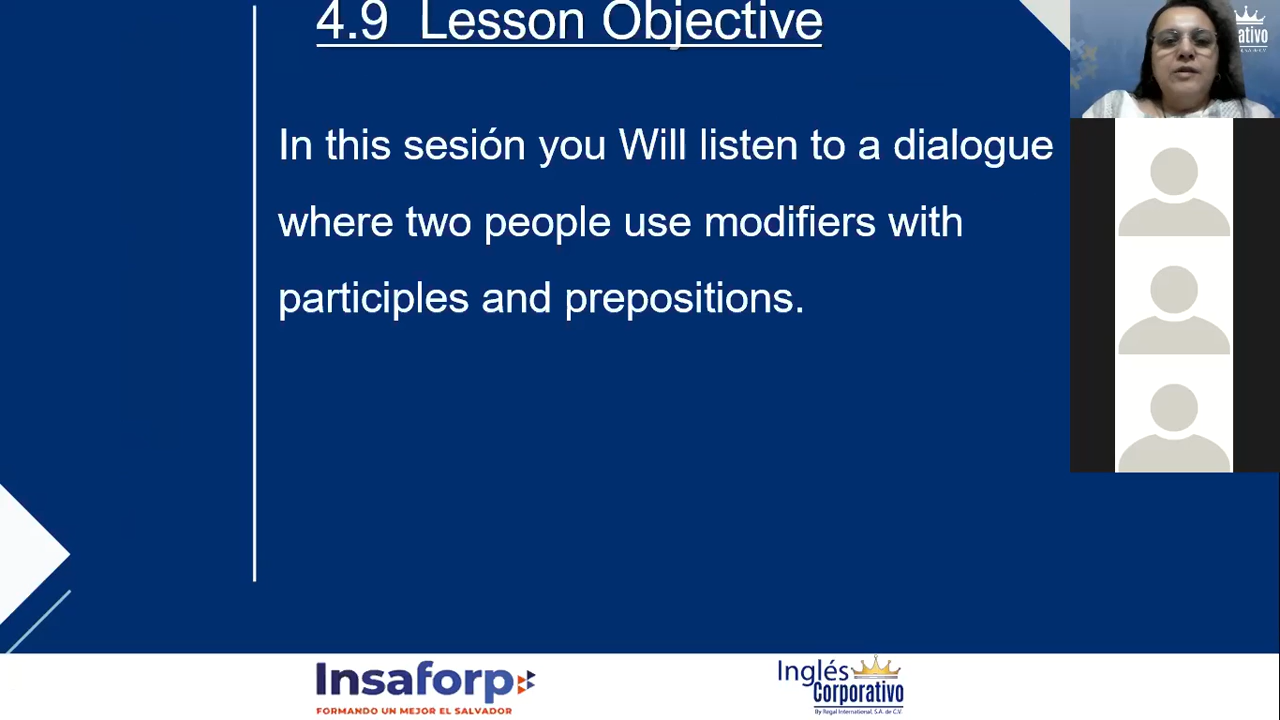 4.9 Lesson Objective
In this sesión you Will listen to a dialogue
where two people use modifiers with
participles and prepositions.
ativo
Insaforp
FORMANDO UN MEJOR EL SALVADOR
Inglés
Corporativo
By Regal International, S.A. de C.V.